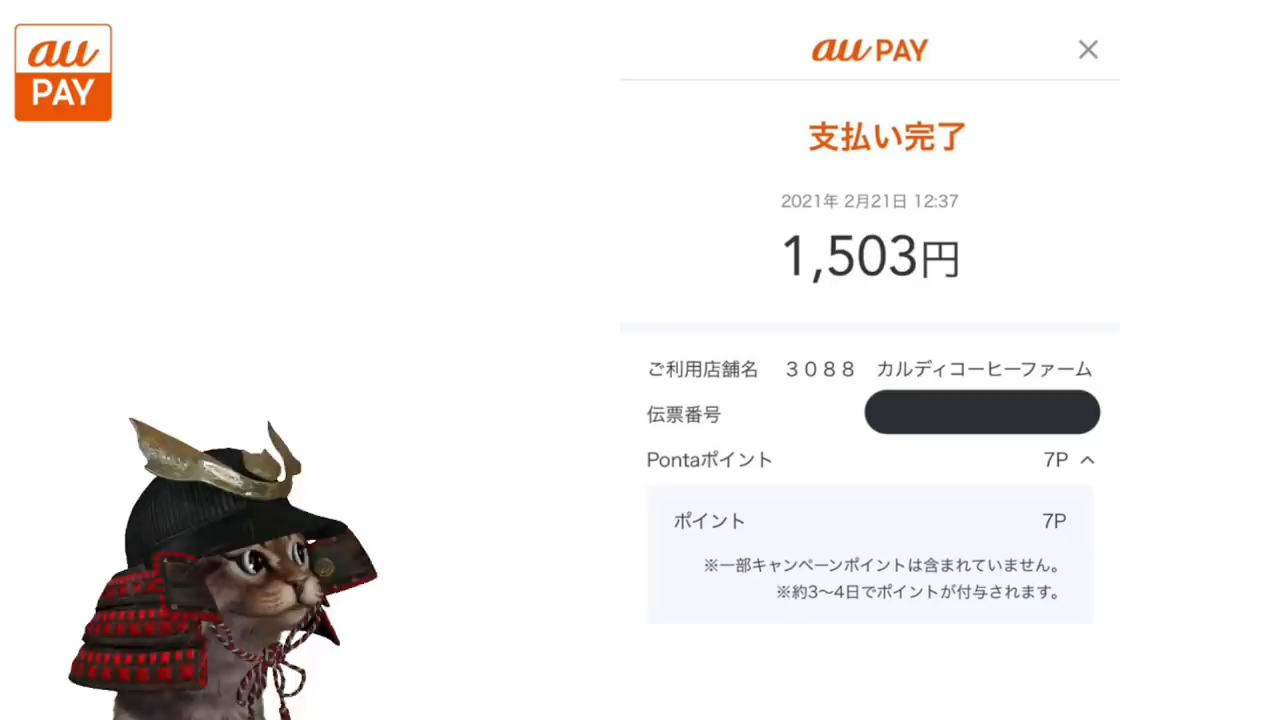 au
PAY
au PAY
支払い完了
2021年 2月21日 12:37
1,503円
ご利用店舗名 3088 カルディコーヒーファーム
伝票番号
Pontaポイント 7P
ポイント 7P
※一部キャンペーンポイントは含まれていません。
※約3〜4日でポイントが付与されます。